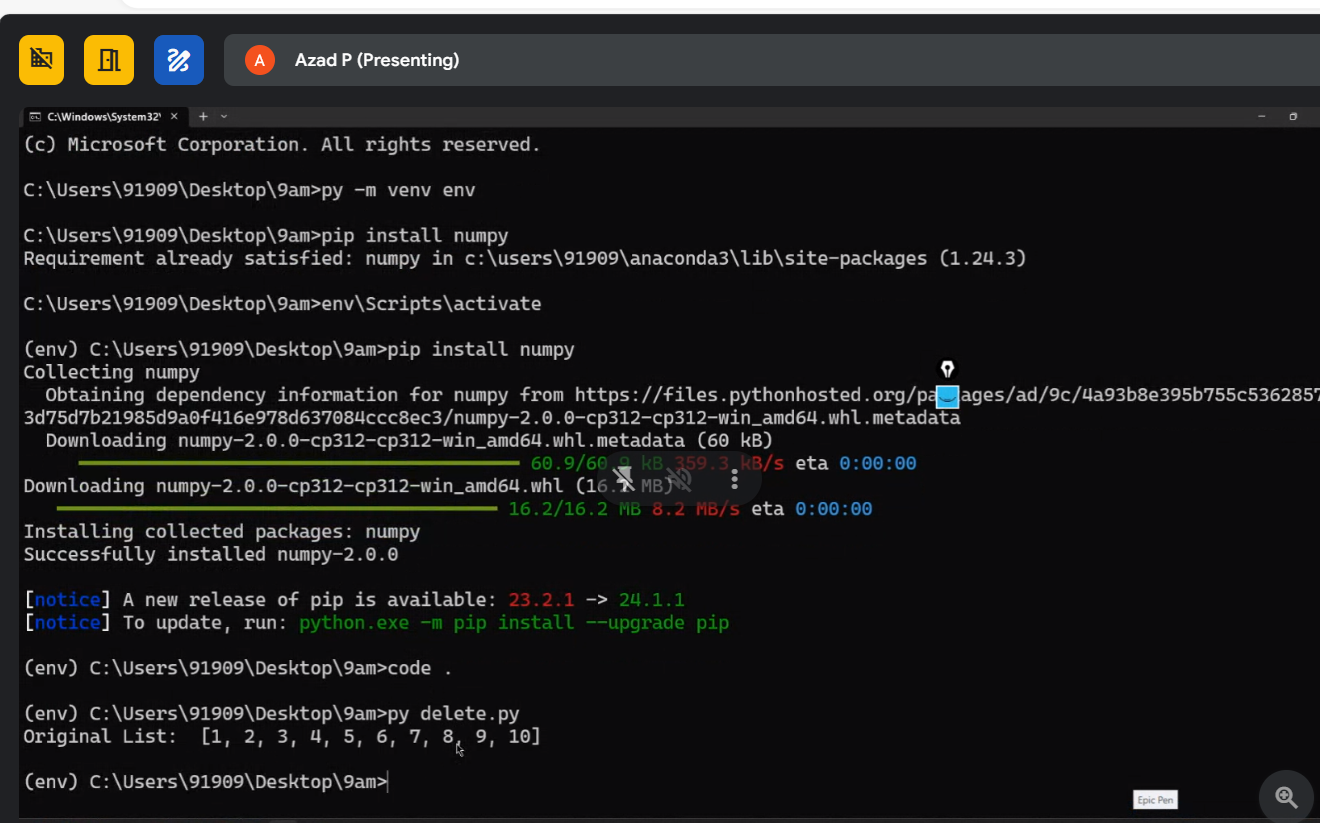 A Azad P (Presenting)
C:\Windows\System32\
(c) Microsoft Corporation. All rights reserved.
C:\Users\91909\Desktop\9am>py -m venv env
C:\Users\91909\Desktop\9am>pip install numpy
Requirement already satisfied: numpy in c:\users\91909\anaconda3\lib\site-packages (1.24.3)
C:\Users\91909\Desktop\9am>env\Scripts\activate
(env) C:\Users\91909\Desktop\9am>pip install numpy
Collecting numpy
Obtaining dependency information for numpy from https://files.pythonhosted.org/pa ages/ad/9c/4a93b8e395b755c5362857
3d75d7b21985d9a0f416e978d637084ccc8ec3/numpy-2.0.0-cp312-cp312-win_amd64.whl.metadata
Downloading numpy-2.0.0-cp312-cp312-win_amd64.whl.metadata (60 kB)
60.9/60.9 kB 359.3 kB/s eta 0:00:00
Downloading numpy-2.0.0-cp312-cp312-win_amd64.whl (16. MB)
16.2/16.2 MB 8.2 MB/s eta 0:00:00
Installing collected packages: numpy
Successfully installed numpy-2.0.0
[notice] A new release of pip is available: 23.2.1 -> 24.1.1
[notice] To update, run: python.exe -m pip install --upgrade pip
(env) C:\Users\91909\Desktop\9am>code .
(env) C:\Users\91909\Desktop\9am>py delete.py
Original List:  [1, 2, 3, 4, 5, 6, 7, 8, 9, 10]
(env) C:\Users\91909\Desktop\9am>
Epic Pen